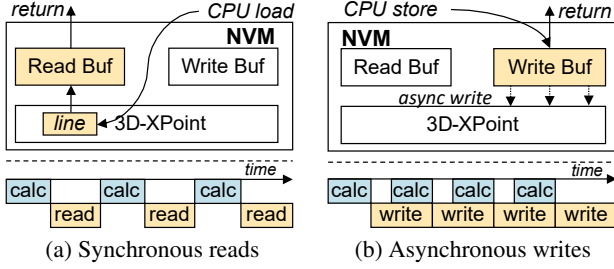 return
CPU load
NVM
Read Buf
Write Buf
line
3D-XPoint
time
calc calc calc
read read read
(a) Synchronous reads
CPU store
return
NVM
Read Buf
Write Buf
async write
3D-XPoint
time
calc calc calc calc
write write write write
(b) Asynchronous writes